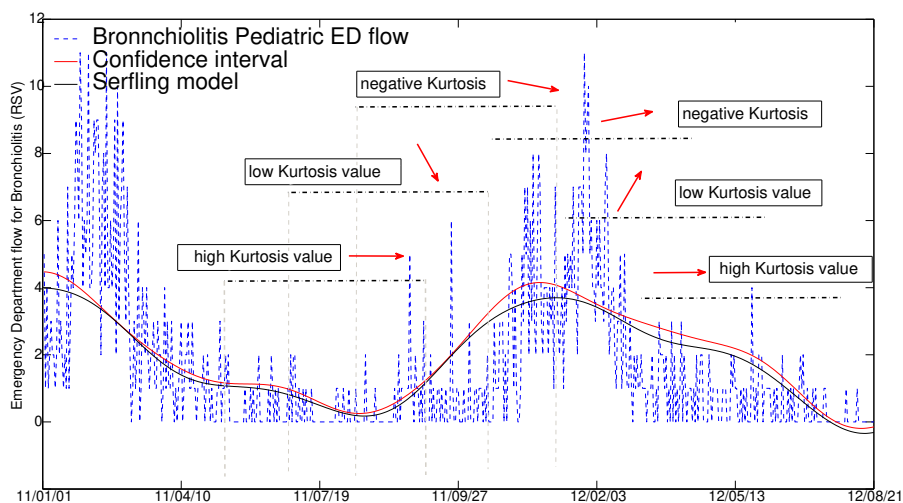 12
Bronnchiolitis Pediatric ED flow
Confidence interval
Serfling model
negative Kurtosis
10
negative Kurtosis
8
low Kurtosis value
low Kurtosis value
6
high Kurtosis value
high Kurtosis value
4
2
0
Emergency Department flow for Bronchiolitis (RSV)
11/01/01 11/04/10 11/07/19 11/09/27 12/02/03 12/05/13 12/08/21